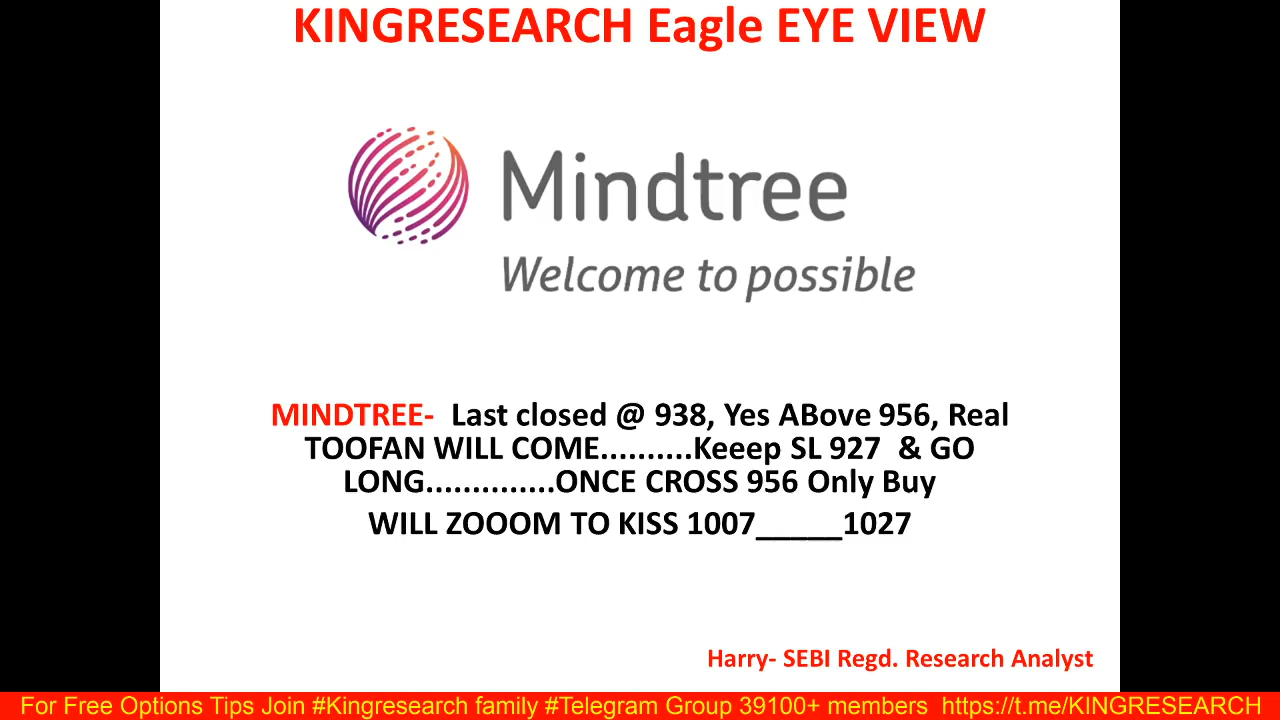 KINGRESEARCH Eagle EYE VIEW
Mindtree
Welcome to possible
MINDTREE- Last closed @ 938, Yes ABove 956, Real
TOOFAN WILL COME..........Keeep SL 927 & GO
LONG..............ONCE CROSS 956 Only Buy
WILL ZOOOM TO KISS 1007_____1027
Harry- SEBI Regd. Research Analyst
For Free Options Tips Join #Kingresearch family #Telegram Group 39100+ members https://t.me/KINGRESEARCH